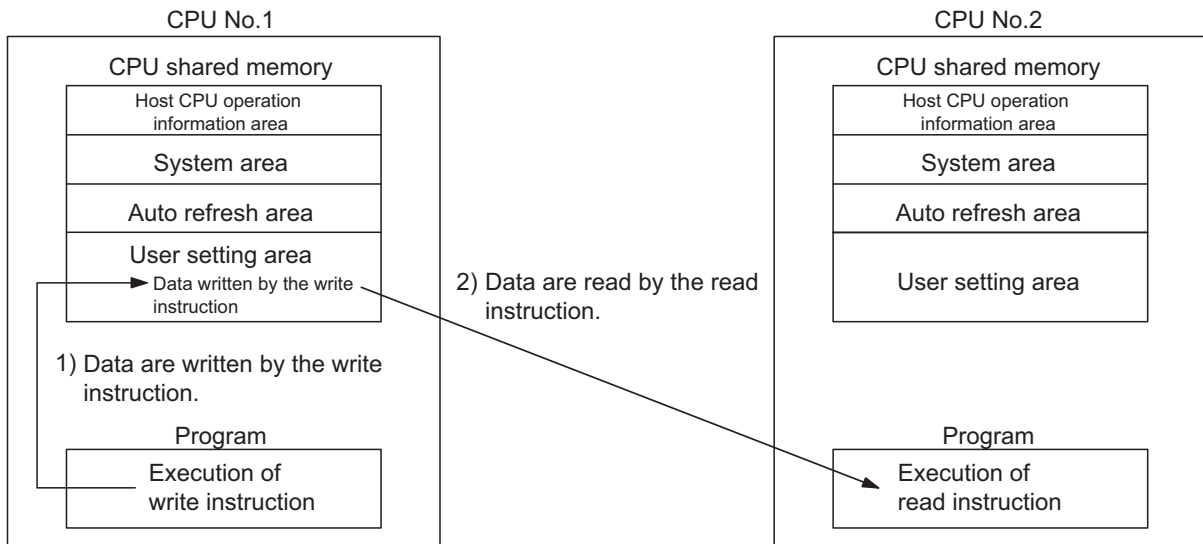 CPU No.1
CPU shared memory
Host CPU operation
information area
System area
Auto refresh area
User setting area
Data written by the write
instruction
1) Data are written by the write
instruction.
Program
Execution of
write instruction
2) Data are read by the read
instruction.
CPU No.2
CPU shared memory
Host CPU operation
information area
System area
Auto refresh area
User setting area
Program
Execution of
read instruction